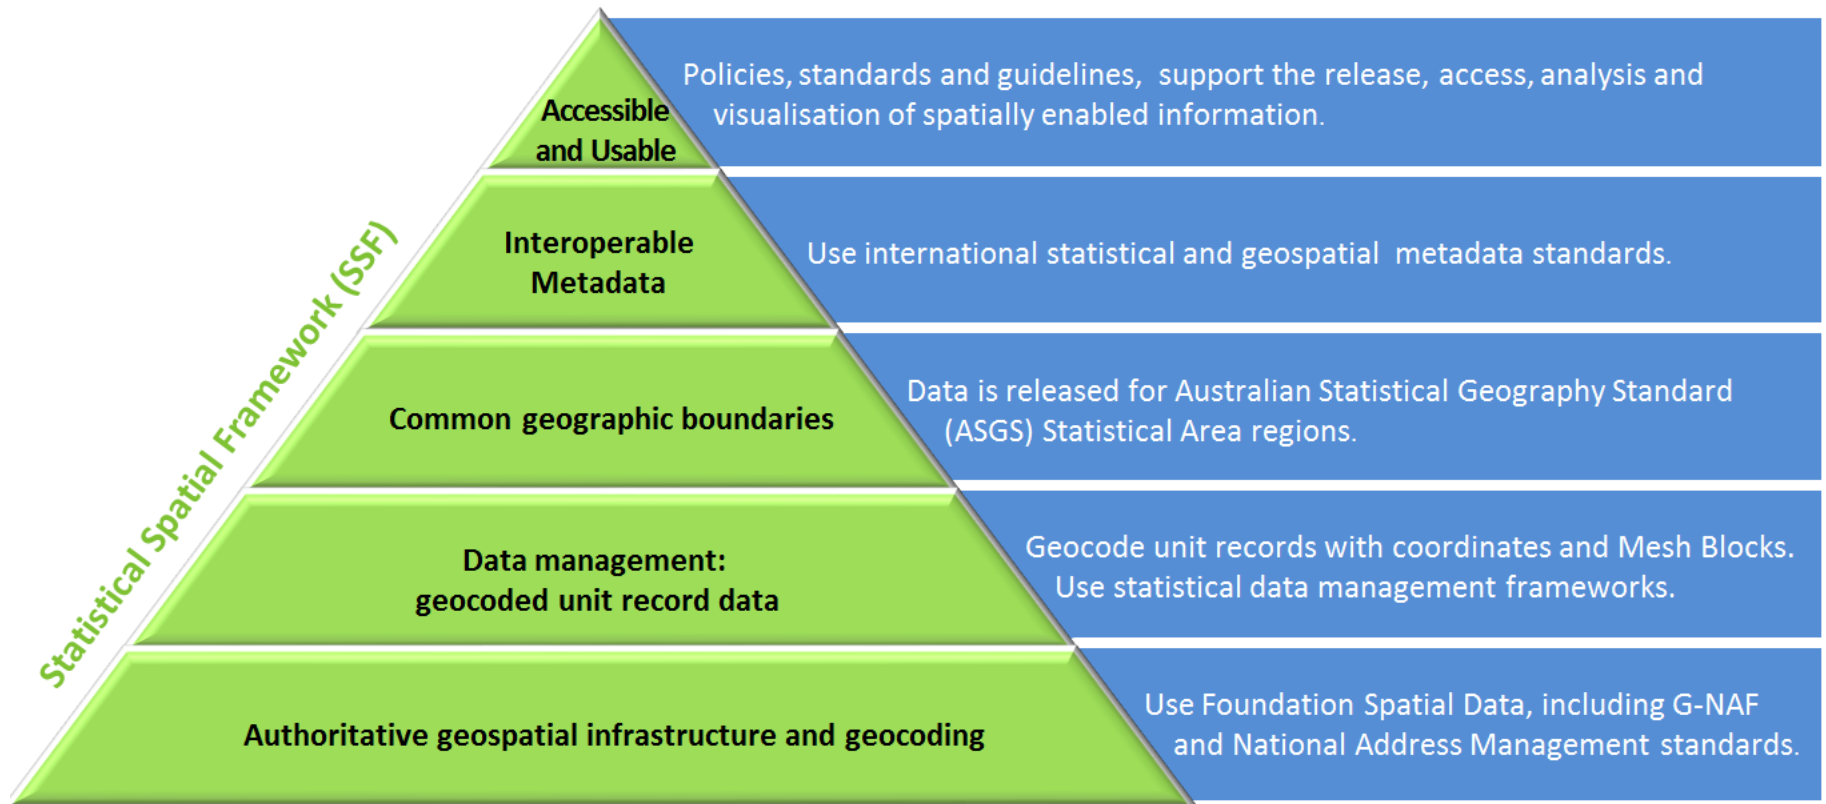 Statistical Spatial Framework (SSF)
Accessible
and Usable
Policies, standards and guidelines, support the release, access, analysis and
visualisation of spatially enabled information.
Interoperable
Metadata
Use international statistical and geospatial metadata standards.
Common geographic boundaries
Data is released for Australian Statistical Geography Standard
(ASGS) Statistical Area regions.
Data management:
geocoded unit record data
Geocode unit records with coordinates and Mesh Blocks.
Use statistical data management frameworks.
Authoritative geospatial infrastructure and geocoding
Use Foundation Spatial Data, including G-NAF
and National Address Management standards.